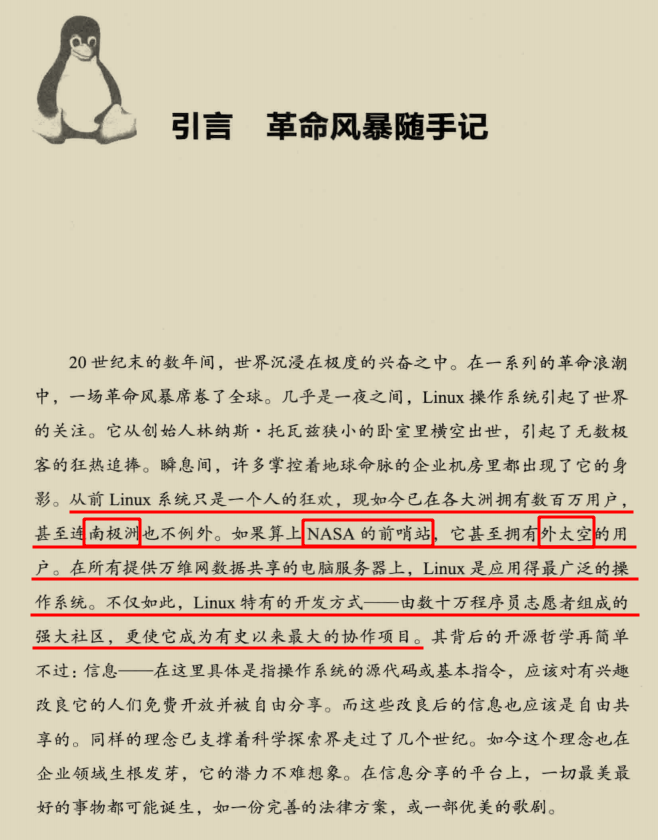 引言 革命风暴随手记
20 世纪末的数年间，世界沉浸在极度的兴奋之中。在一系列的革命浪潮
中，一场革命风暴席卷了全球。几乎是一夜之间，Linux 操作系统引起了世界
的关注。它从创始人林纳斯·托瓦兹狭小的卧室里横空出世，引起了无数极
客的狂热追捧。瞬息间，许多掌控着地球命脉的企业机房里都出现了它的身
影。从前 Linux 系统只是一个人的狂欢，现如今已在各大洲拥有数百万用户，
甚至连南极洲也不例外。如果算上 NASA 的前哨站，它甚至拥有外太空的用
户。在所有提供万维网数据共享的电脑服务器上，Linux 是应用得最广泛的操
作系统。不仅如此，Linux 特有的开发方式——由数十万程序员志愿者组成的
强大社区，更使它成为有史以来最大的协作项目。其背后的开源哲学再简单
不过：信息——在这里具体是指操作系统的源代码或基本指令，应该对有兴趣
改良它的人们免费开放并被自由分享。而这些改良后的信息也应该是自由共
享的。同样的理念已支撑着科学探索界走过了几个世纪。如今这个理念也在
企业领域生根发芽，它的潜力不难想象。在信息分享的平台上，一切最美最
好的事物都可能诞生，如一份完善的法律方案，或一部优美的歌剧。